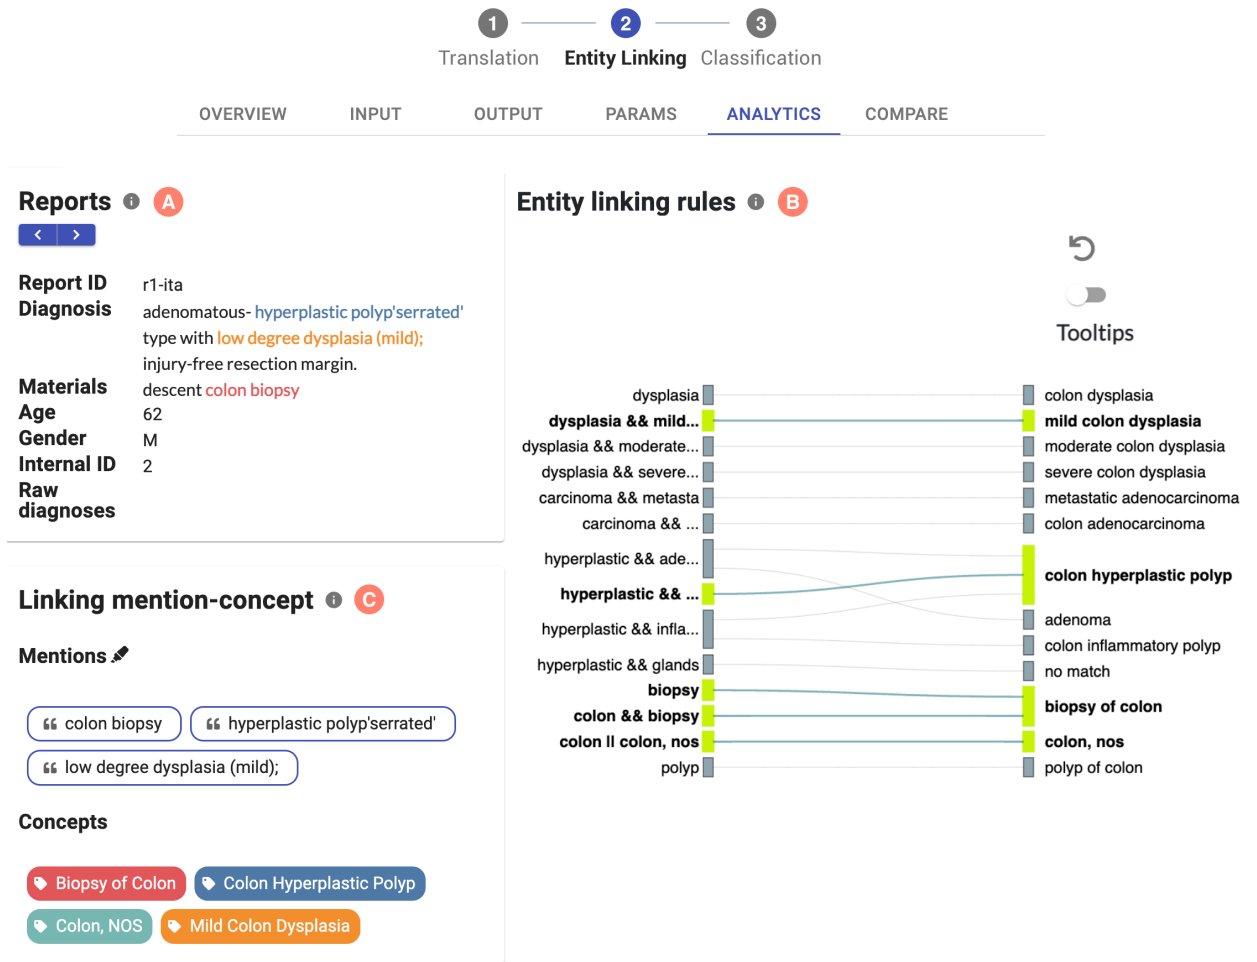 1 2 3
Translation Entity Linking Classification
OVERVIEW INPUT OUTPUT PARAMS ANALYTICS COMPARE
Reports i A
Report ID r1-ita
Diagnosis adenomatous- hyperplastic polyp'serrated'
type with low degree dysplasia (mild);
injury-free resection margin.
Materials descent colon biopsy
Age 62
Gender M
Internal ID 2
Raw
diagnoses
Linking mention-concept i C
Mentions
colon biopsy hyperplastic polyp'serrated'
low degree dysplasia (mild);
Concepts
Biopsy of Colon Colon Hyperplastic Polyp
Colon, NOS Mild Colon Dysplasia
Entity linking rules i B
Tooltips
dysplasia colon dysplasia
dysplasia && mild... mild colon dysplasia
dysplasia && moderate... moderate colon dysplasia
dysplasia && severe... severe colon dysplasia
carcinoma && metasta metastatic adenocarcinoma
carcinoma && ... colon adenocarcinoma
hyperplastic && ade...
colon hyperplastic polyp
hyperplastic && ...
adenoma
hyperplastic && infla...
colon inflammatory polyp
hyperplastic && glands no match
biopsy
biopsy of colon
colon && biopsy
colon || colon, nos colon, nos
polyp polyp of colon